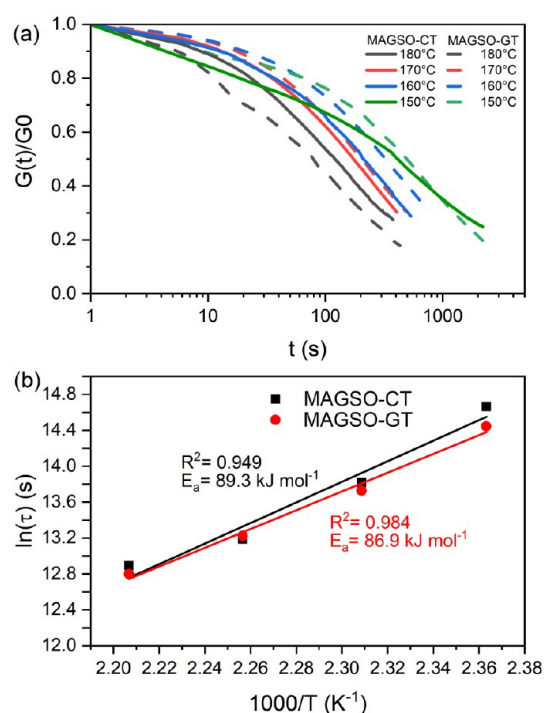 (a)
MAGSO-CT MAGSO-GT
180°C 180°C
170°C 170°C
160°C 160°C
150°C 150°C
G(t)/G0
1.0
0.8
0.6
0.4
0.2
0.0
1 10 100 1000
t (s)
(b)
MAGSO-CT
MAGSO-GT
R²= 0.949
Eₐ= 89.3 kJ mol⁻¹
R²= 0.984
Eₐ= 86.9 kJ mol⁻¹
ln(τ) (s)
14.8
14.4
14.0
13.6
13.2
12.8
12.4
12.0
2.20 2.22 2.24 2.26 2.28 2.30 2.32 2.34 2.36 2.38
1000/T (K⁻¹)